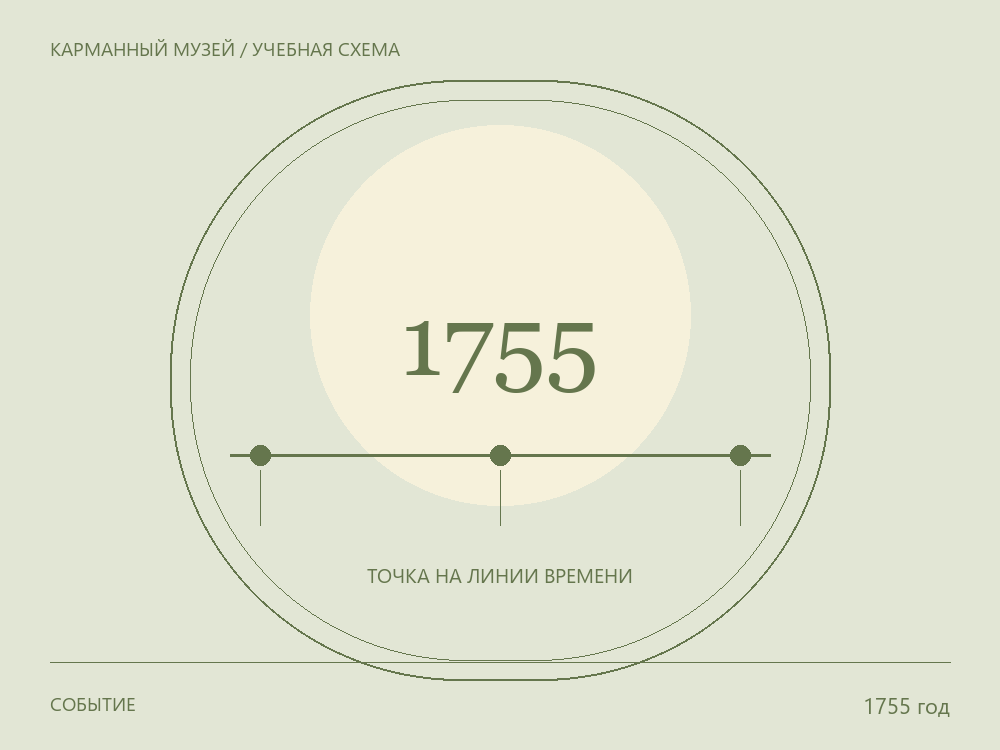 КАРМАННЫЙ МУЗЕЙ / УЧЕБНАЯ СХЕМА
1755
ТОЧКА НА ЛИНИИ ВРЕМЕНИ
СОБЫТИЕ
1755 год